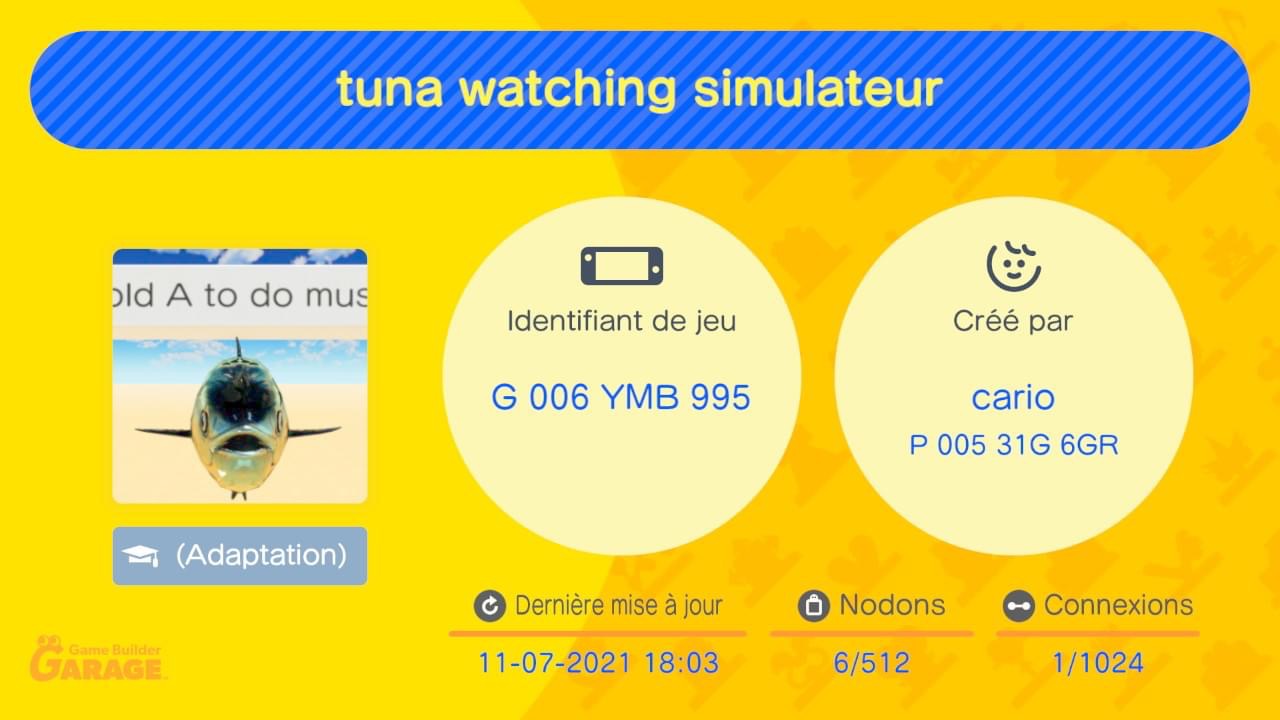 tuna watching simulateur
old A to do mus
(Adaptation)
Identifiant de jeu
G 006 YMB 995
Créé par
cario
P 005 31G 6GR
Dernière mise à jour
11-07-2021 18:03
Nodons
6/512
Connexions
1/1024
Game Builder
GARAGE